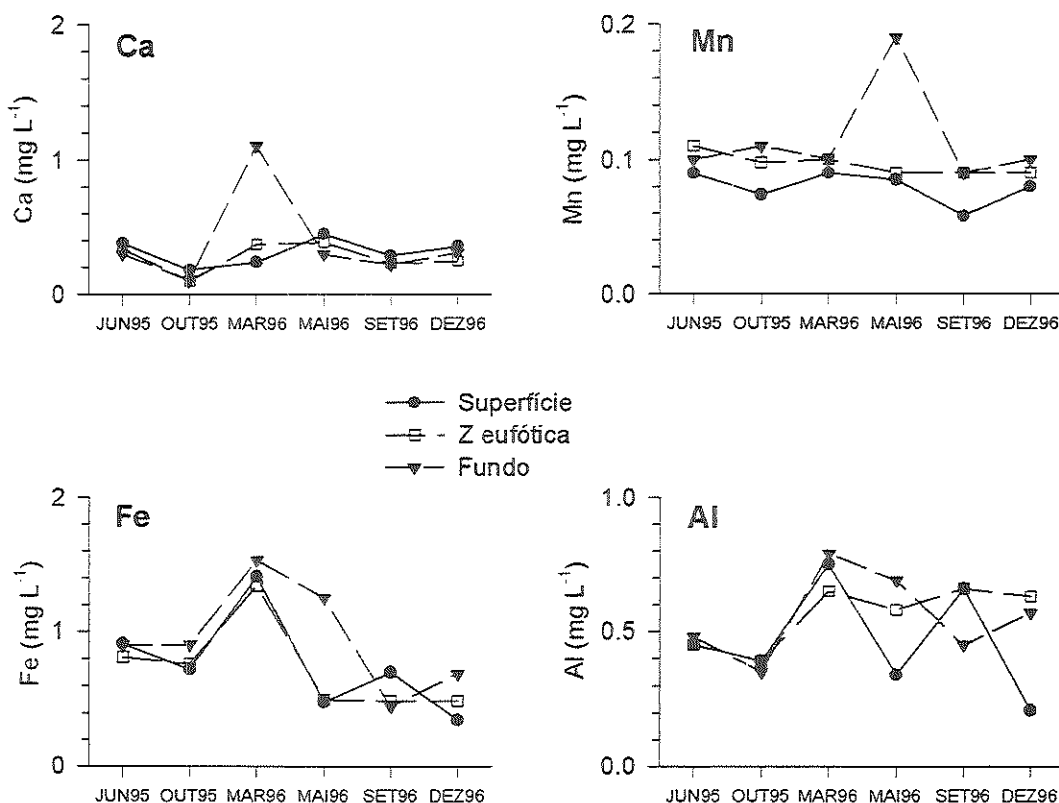 2
Ca
1
0
Ca (mg L⁻¹)
JUN95 OUT95 MAR96 MAI96 SET96 DEZ96
0.2
Mn
0.1
0.0
Mn (mg L⁻¹)
JUN95 OUT95 MAR96 MAI96 SET96 DEZ96
Superfície
Z eufótica
Fundo
2
Fe
1
0
Fe (mg L⁻¹)
JUN95 OUT95 MAR96 MAI96 SET96 DEZ96
1.0
Al
0.5
0.0
Al (mg L⁻¹)
JUN95 OUT95 MAR96 MAI96 SET96 DEZ96